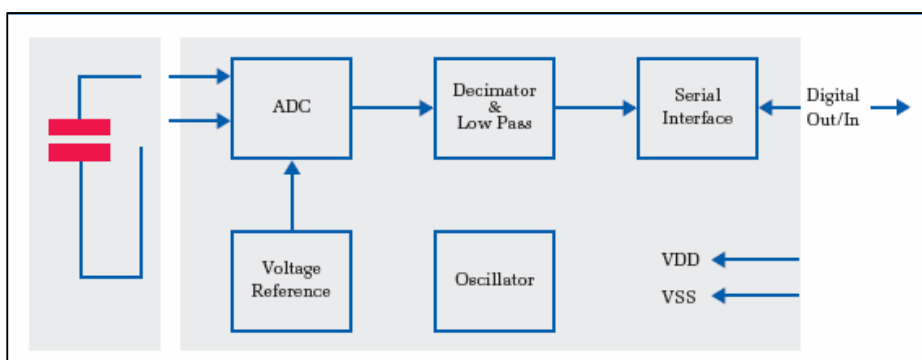 ADC
Decimator
&
Low Pass
Serial
Interface
Digital
Out/In
Voltage
Reference
Oscillator
VDD
VSS